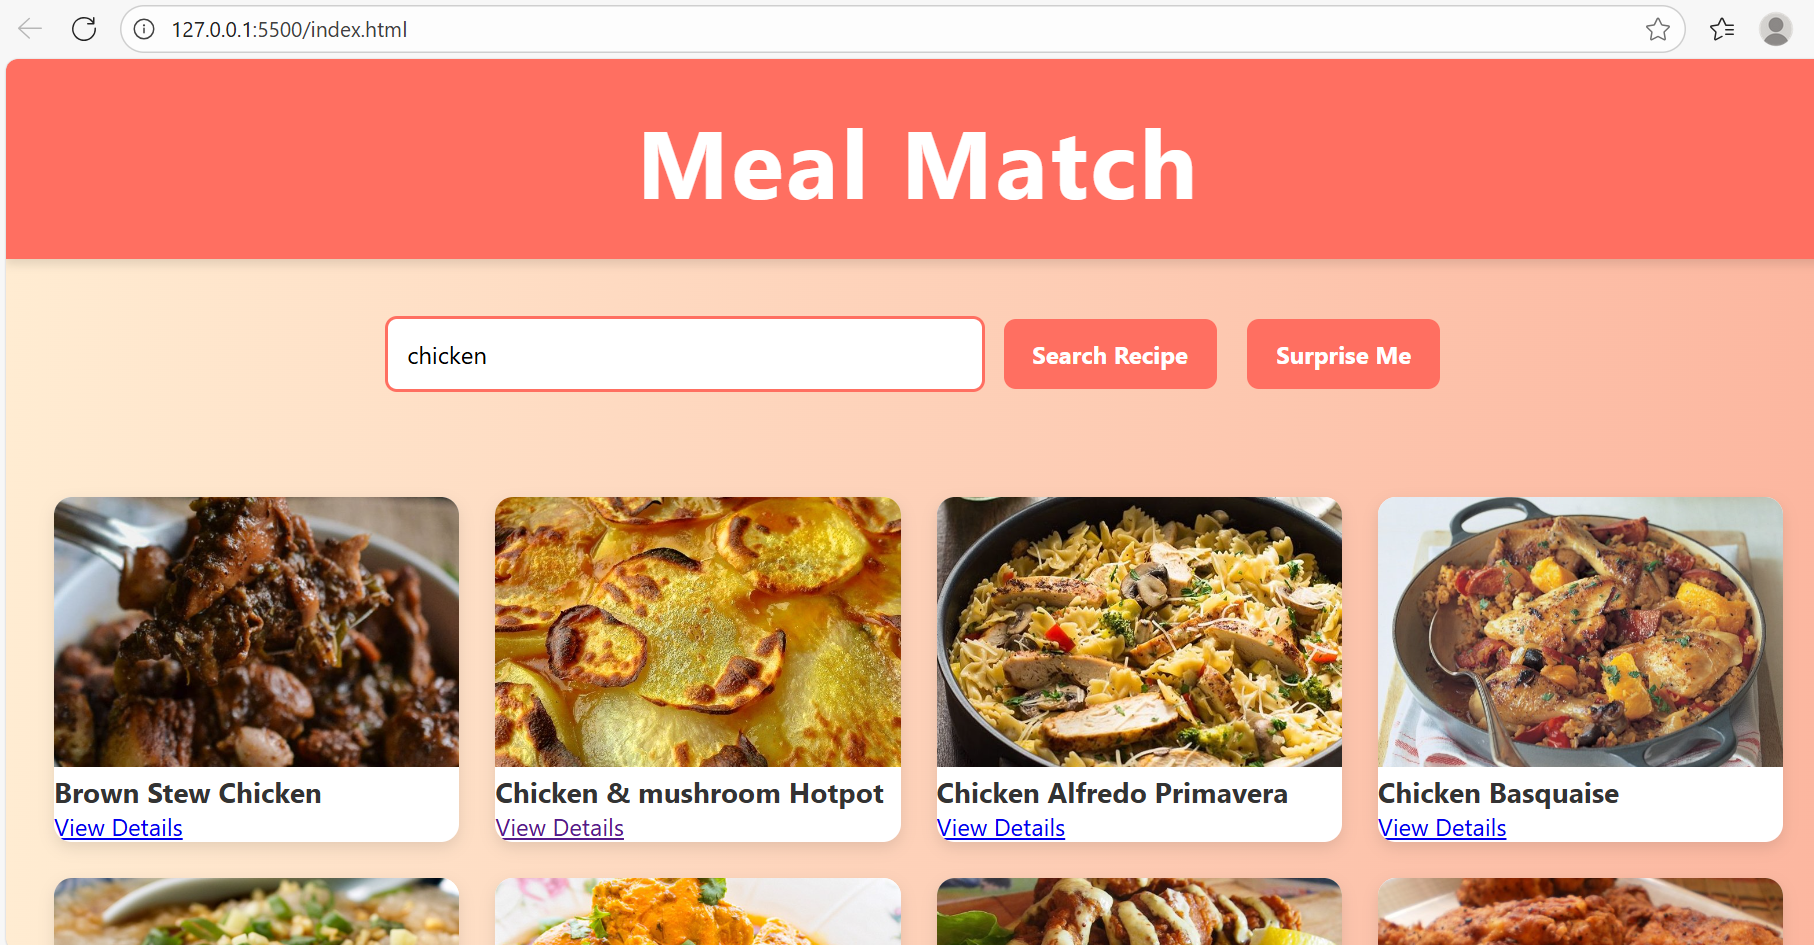 127.0.0.1:5500/index.html
Meal Match
chicken
Search Recipe
Surprise Me
Brown Stew Chicken
View Details
Chicken & mushroom Hotpot
View Details
Chicken Alfredo Primavera
View Details
Chicken Basquaise
View Details